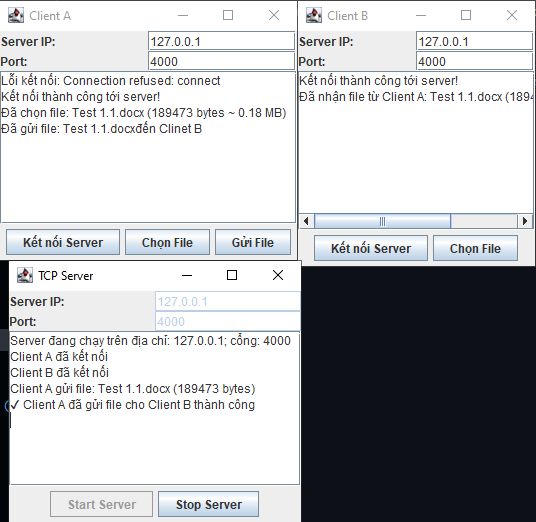 Client A
Server IP: 127.0.0.1
Port: 4000
Lỗi kết nối: Connection refused: connect
Kết nối thành công tới server!
Đã chọn file: Test 1.1.docx (189473 bytes ~ 0.18 MB)
Đã gửi file: Test 1.1.docxđến Clinet B
Kết nối Server Chọn File Gửi File
Client B
Server IP: 127.0.0.1
Port: 4000
Kết nối thành công tới server!
Đã nhận file từ Client A: Test 1.1.docx (1894
Kết nối Server Chọn File
TCP Server
Server IP: 127.0.0.1
Port: 4000
Server đang chạy trên địa chỉ: 127.0.0.1; cổng: 4000
Client A đã kết nối
Client B đã kết nối
Client A gửi file: Test 1.1.docx (189473 bytes)
✓ Client A đã gửi file cho Client B thành công
Start Server Stop Server